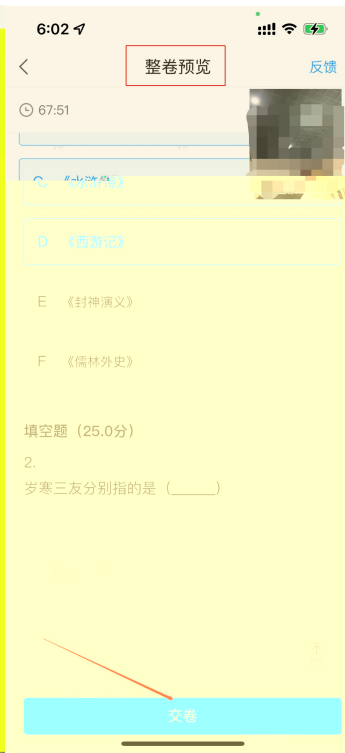 6:02
整卷预览
反馈
67:51
C 《水浒传》
D 《西游记》
E 《封神演义》
F 《儒林外史》
填空题（25.0分）
2.
岁寒三友分别指的是（______）
交卷